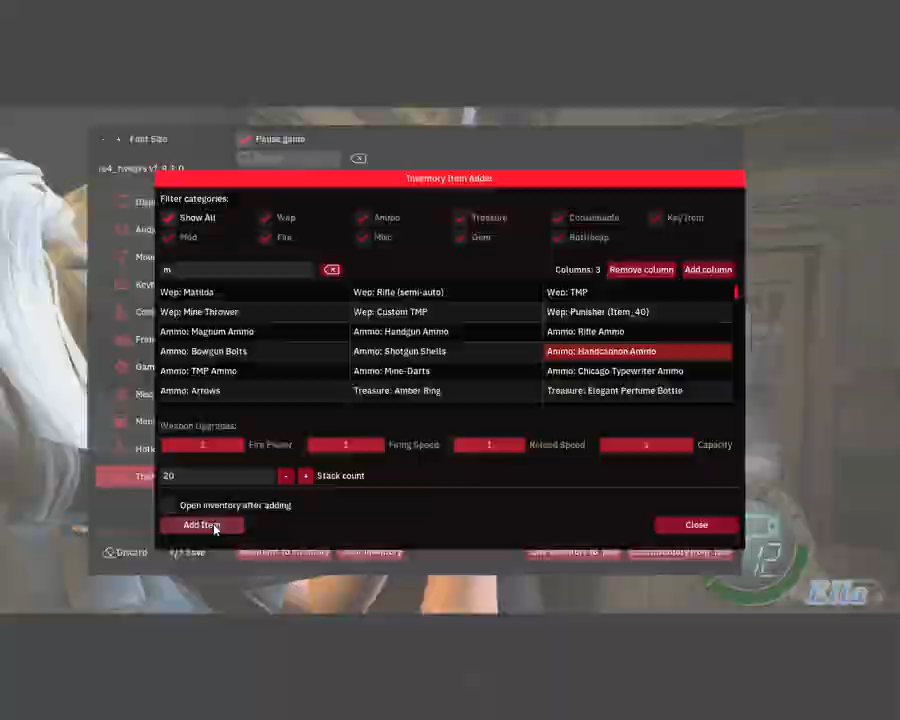 - + Font Size Pause game
re4_tweaks v1.9.3.0
Inventory Item Adder
Filter categories:
Show All Wep Ammo Treasure Consumable Key Item
Mod File Misc Gem Bottlecap
m
Columns: 3 Remove column Add column
Wep: Matilda Wep: Rifle (semi-auto) Wep: TMP
Wep: Mine Thrower Wep: Custom TMP Wep: Punisher (Item_40)
Ammo: Magnum Ammo Ammo: Handgun Ammo Ammo: Rifle Ammo
Ammo: Bowgun Bolts Ammo: Shotgun Shells Ammo: Handcannon Ammo
Ammo: TMP Ammo Ammo: Mine-Darts Ammo: Chicago Typewriter Ammo
Ammo: Arrows Treasure: Amber Ring Treasure: Elegant Perfume Bottle
Weapon Upgrades:
1 Fire Power 1 Firing Speed 1 Reload Speed Capacity
20 - + Stack count
Open inventory after adding
Add Item Close
Discard Save
12